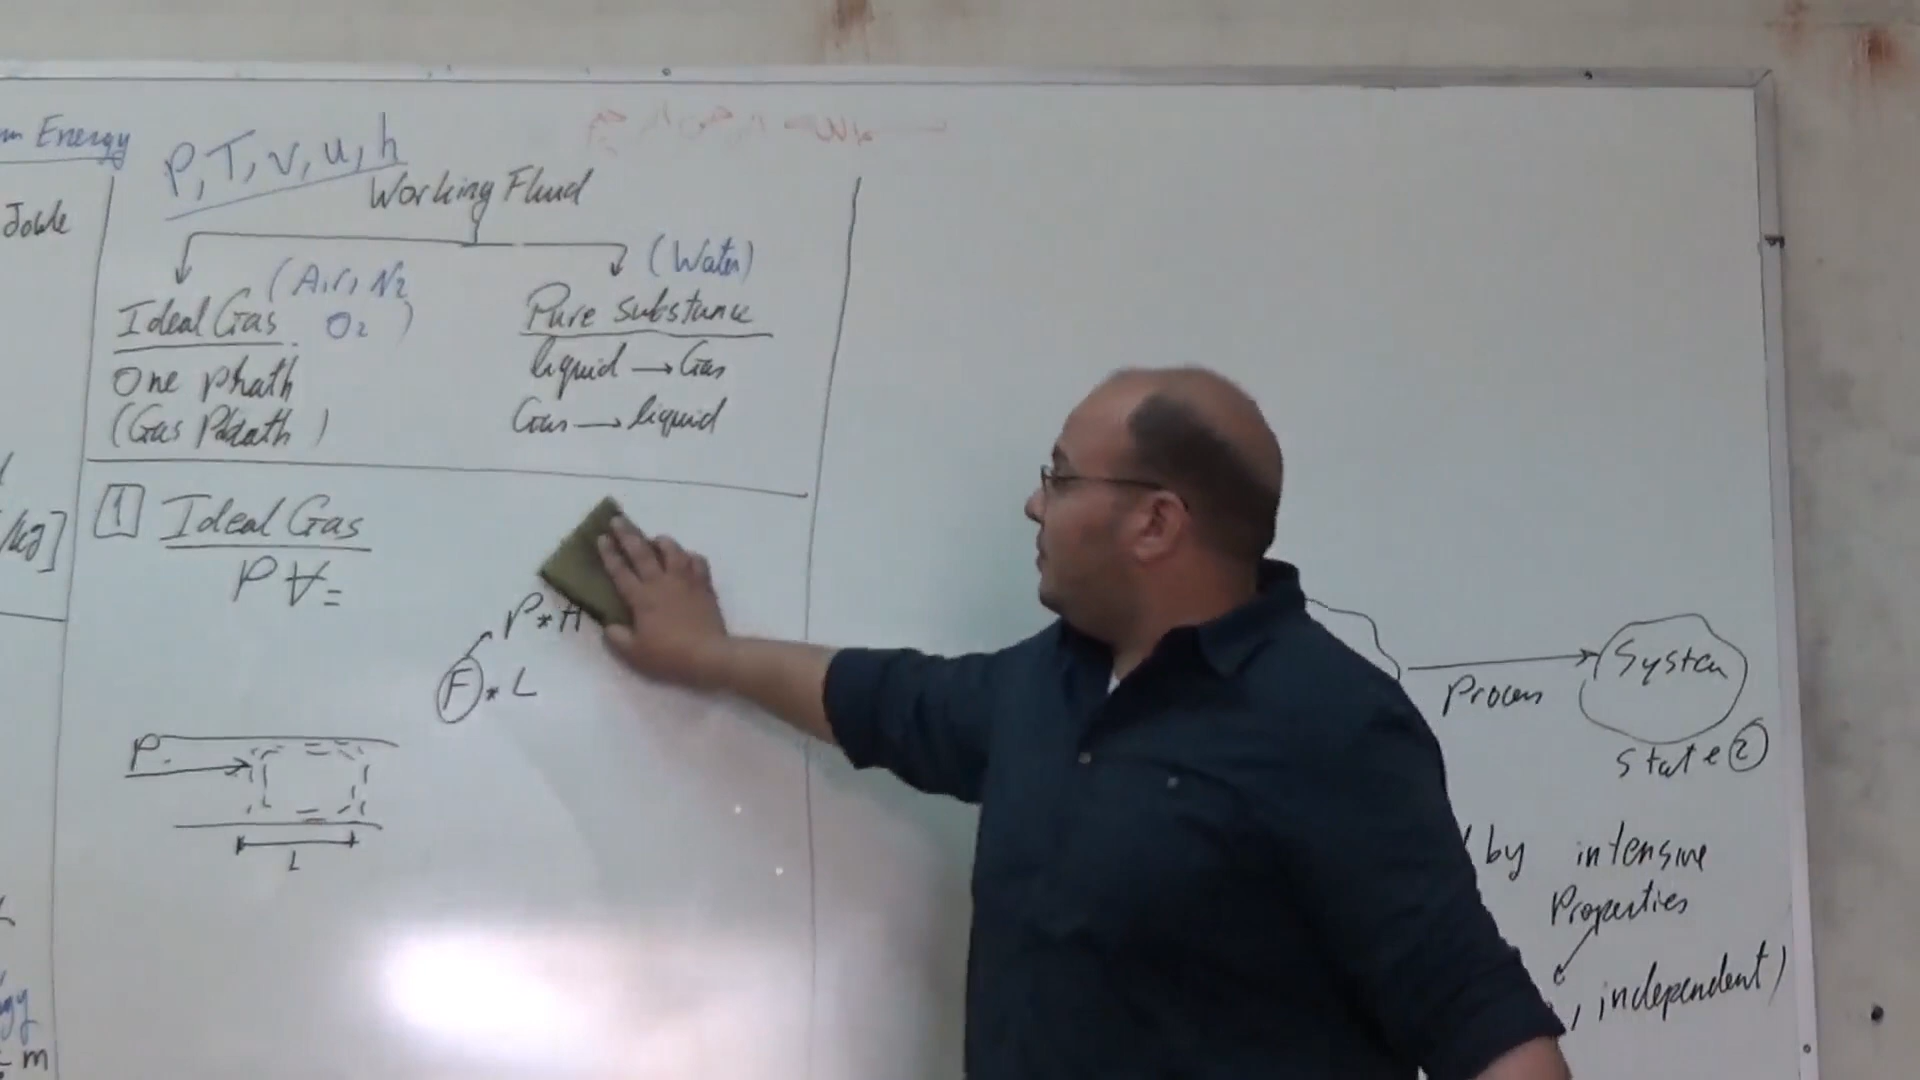 Energy
Joule
/kg]
m
P, T, v, u, h
Working Fluid
(Air, N2
O2 )
(Water)
Ideal Gas
One phath
(Gas Phath)
Pure substance
liquid → Gas
Gas → liquid
1 Ideal Gas
P V =
P * A
F * L
P
L
Process
System
State 2
by intensive
Properties
, independent)